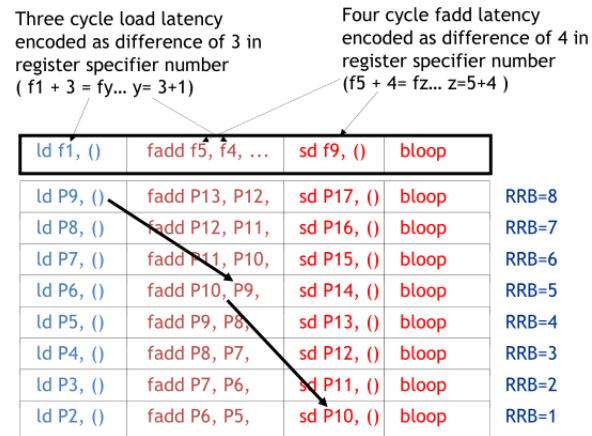 Three cycle load latency
encoded as difference of 3 in
register specifier number
( f1 + 3 = fy... y= 3+1)
Four cycle fadd latency
encoded as difference of 4 in
register specifier number
(f5 + 4= fz... z=5+4 )
ld f1, () fadd f5, f4, ... sd f9, () bloop
ld P9, () fadd P13, P12, sd P17, () bloop RRB=8
ld P8, () fadd P12, P11, sd P16, () bloop RRB=7
ld P7, () fadd P11, P10, sd P15, () bloop RRB=6
ld P6, () fadd P10, P9, sd P14, () bloop RRB=5
ld P5, () fadd P9, P8, sd P13, () bloop RRB=4
ld P4, () fadd P8, P7, sd P12, () bloop RRB=3
ld P3, () fadd P7, P6, sd P11, () bloop RRB=2
ld P2, () fadd P6, P5, sd P10, () bloop RRB=1